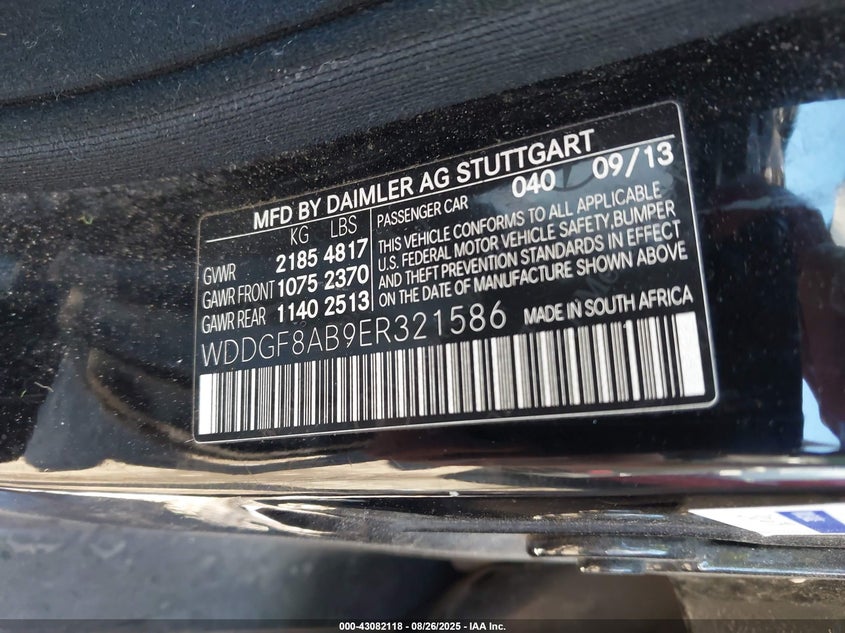 MFD BY DAIMLER AG STUTTGART
KG LBS
GVWR 2185 4817
GAWR FRONT 1075 2370
GAWR REAR 1140 2513
PASSENGER CAR 040 09/13
THIS VEHICLE CONFORMS TO ALL APPLICABLE
U.S. FEDERAL MOTOR VEHICLE SAFETY, BUMPER
AND THEFT PREVENTION STANDARDS IN EFFECT
ON THE DATE OF MANUFACTURE SHOWN ABOVE
WDDGF8AB9ER321586 MADE IN SOUTH AFRICA
000-43082118 - 08/26/2025 - IAA Inc.